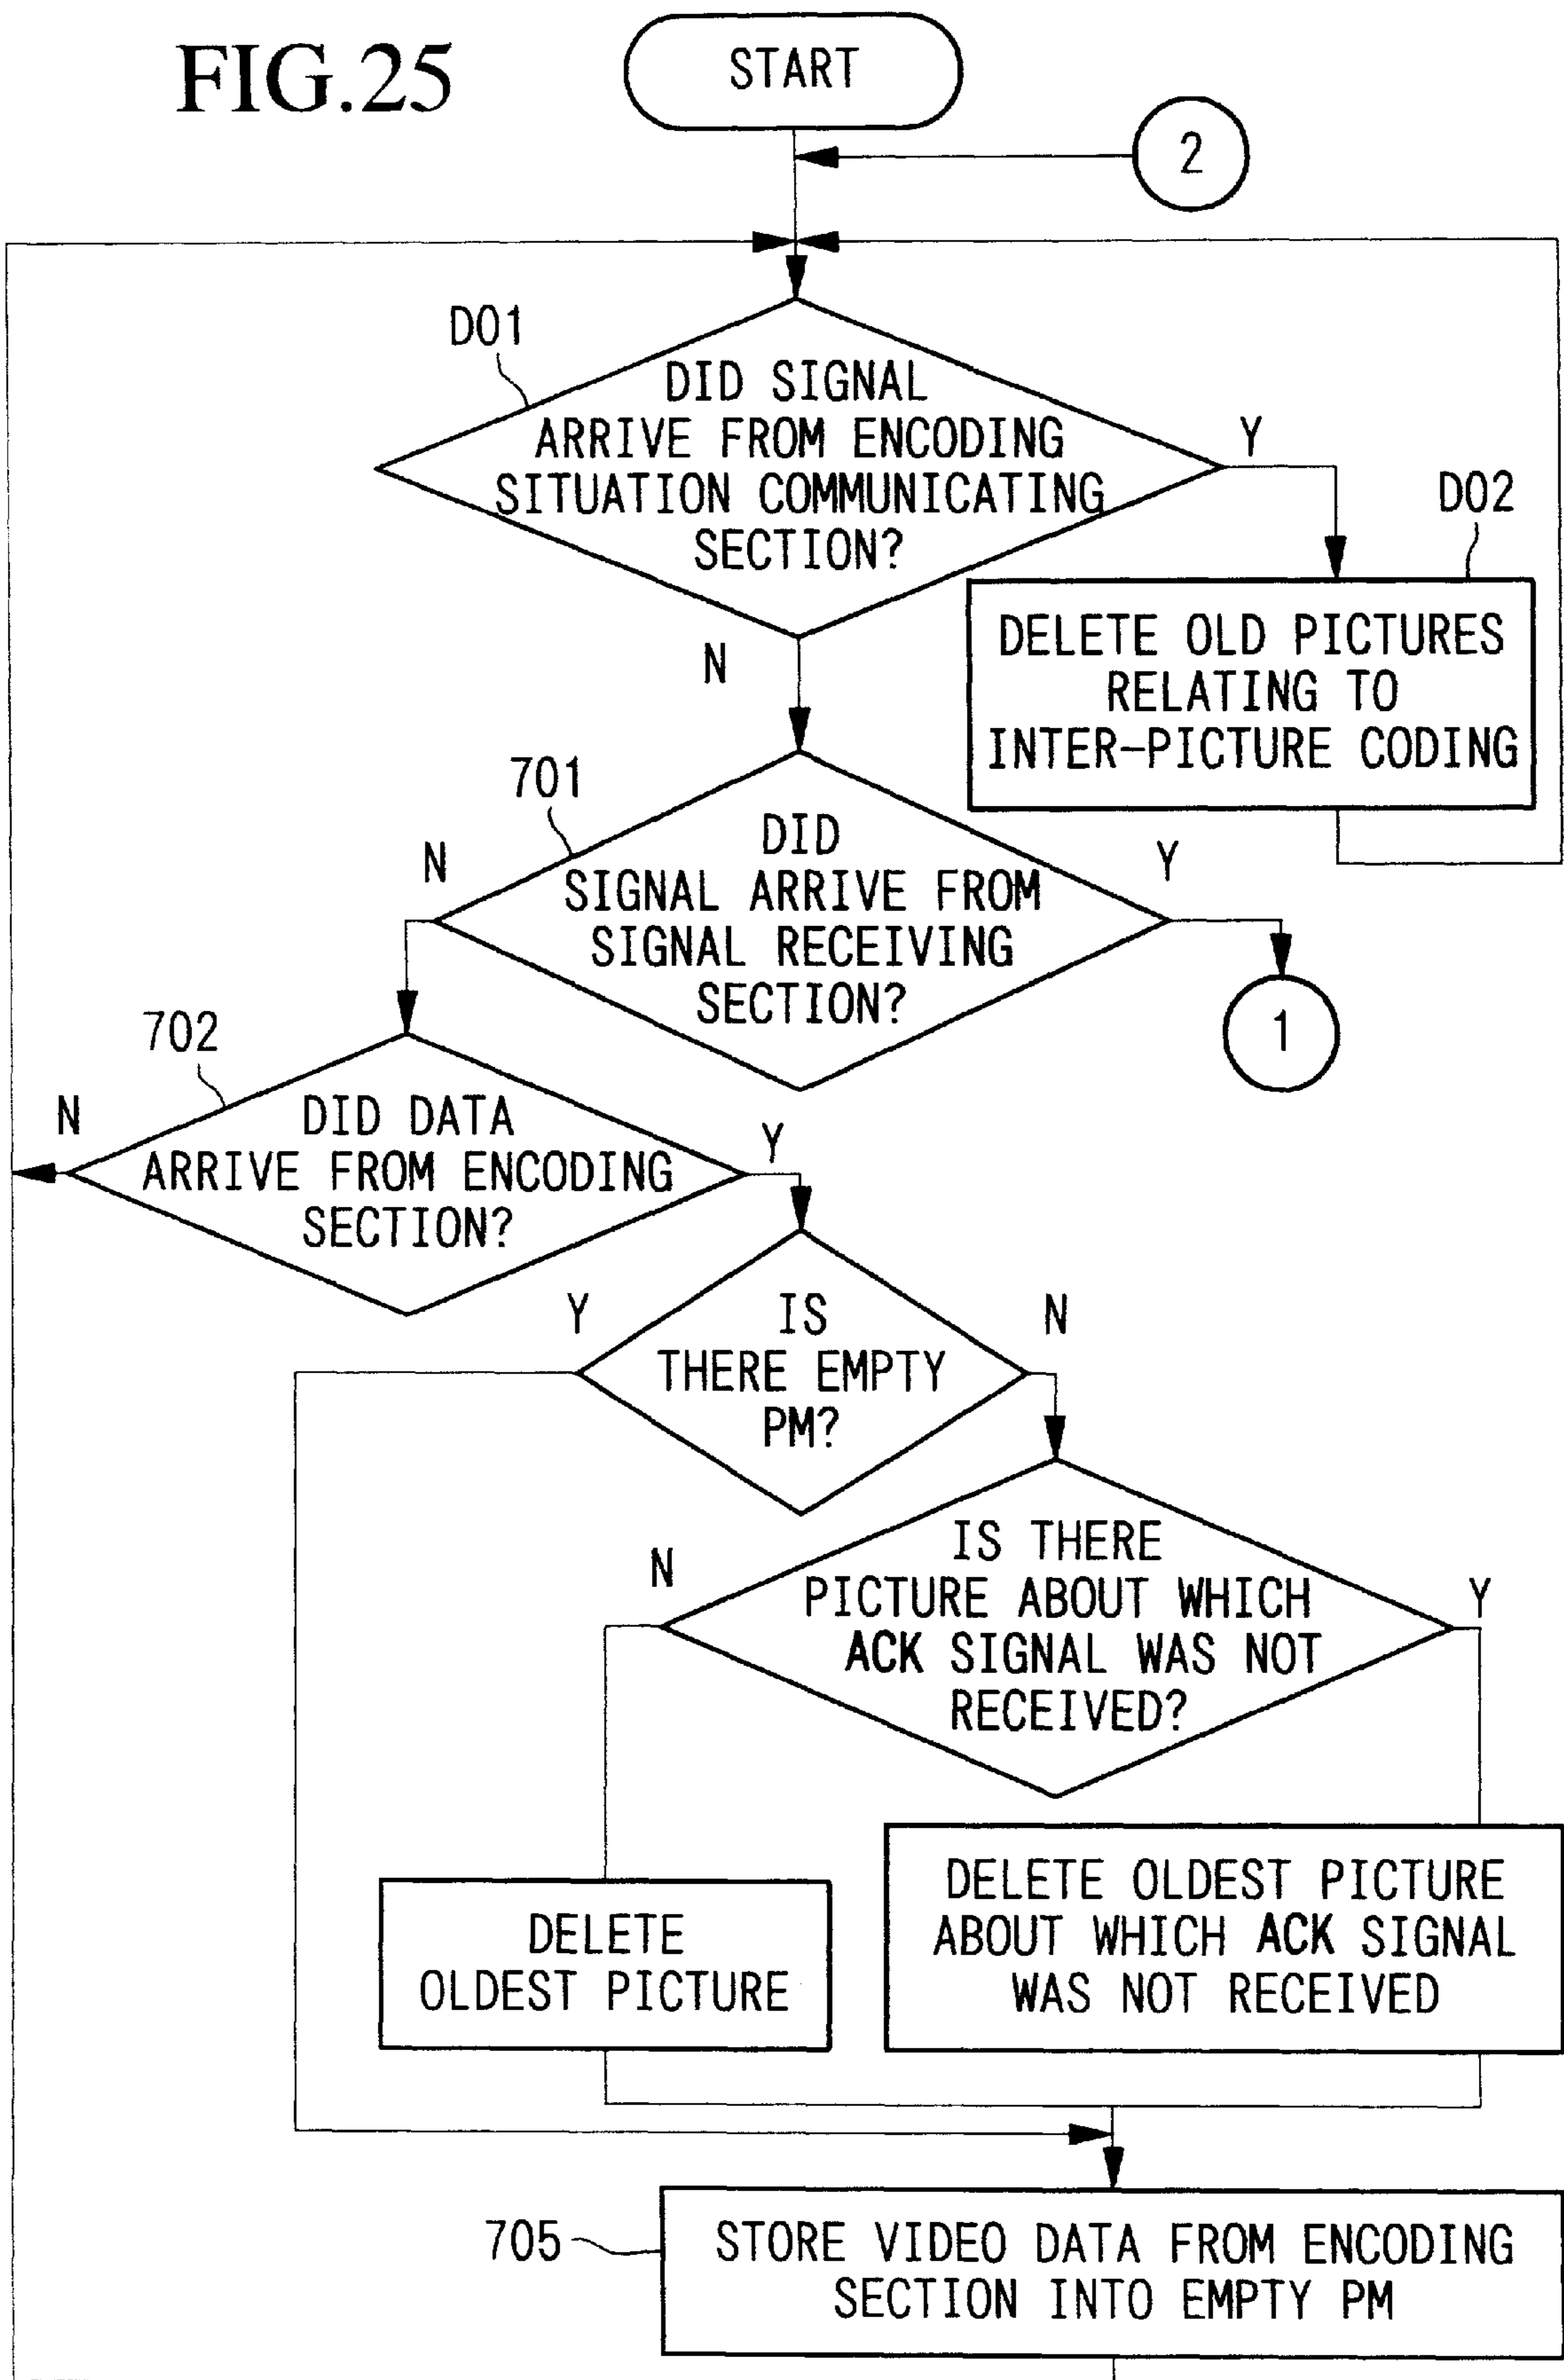 FIG.25
START
2
D01
DID SIGNAL
ARRIVE FROM ENCODING
SITUATION COMMUNICATING
SECTION?
Y
N
D02
DELETE OLD PICTURES
RELATING TO
INTER-PICTURE CODING
701
DID
SIGNAL ARRIVE FROM
SIGNAL RECEIVING
SECTION?
N
Y
1
702
DID DATA
ARRIVE FROM ENCODING
SECTION?
N
Y
IS
THERE EMPTY
PM?
Y
N
IS THERE
PICTURE ABOUT WHICH
ACK SIGNAL WAS NOT
RECEIVED?
N
Y
DELETE
OLDEST PICTURE
DELETE OLDEST PICTURE
ABOUT WHICH ACK SIGNAL
WAS NOT RECEIVED
705
STORE VIDEO DATA FROM ENCODING
SECTION INTO EMPTY PM